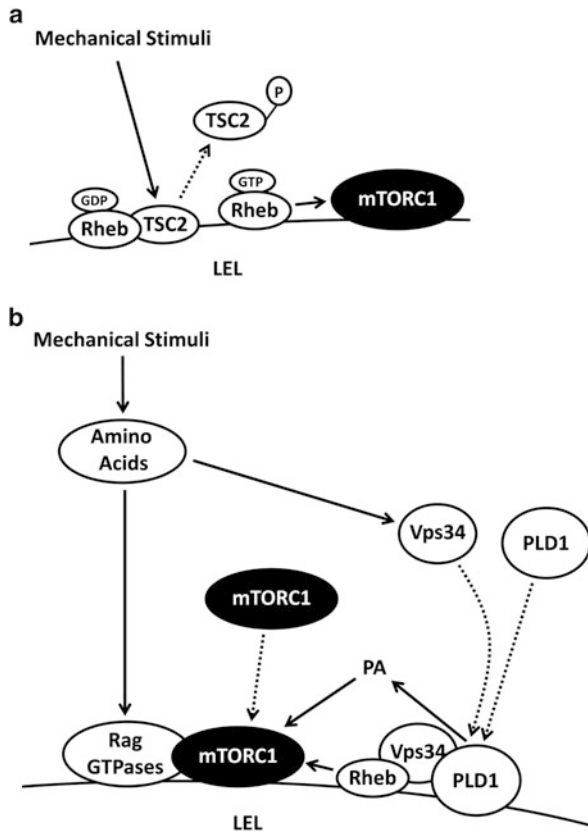 a
Mechanical Stimuli
P
TSC2
GDP
GTP
Rheb
TSC2
Rheb
mTORC1
LEL
b
Mechanical Stimuli
Amino
Acids
Vps34
PLD1
mTORC1
PA
Rag
GTPases
mTORC1
Rheb
Vps34
PLD1
LEL